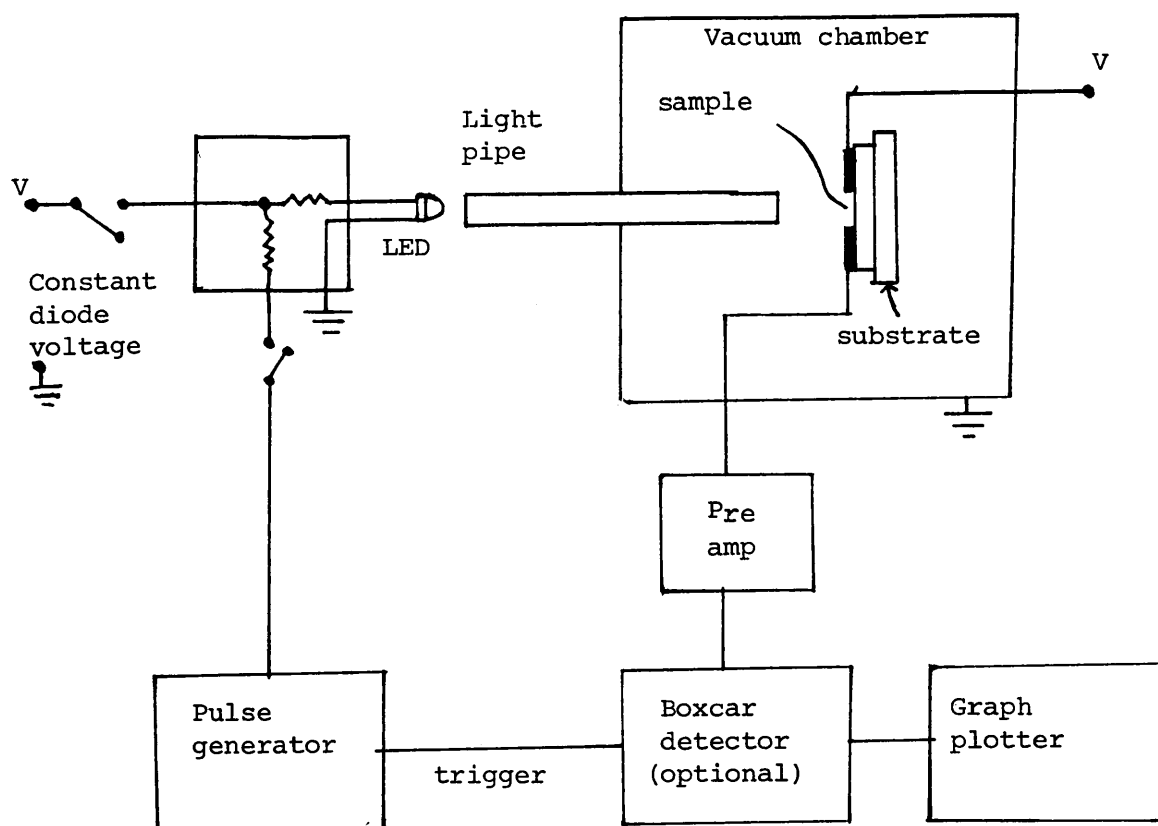 Vacuum chamber
V
sample
Light
pipe
V
LED
Constant
diode
voltage
substrate
Pre
amp
Pulse
generator
trigger
Boxcar
detector
(optional)
Graph
plotter